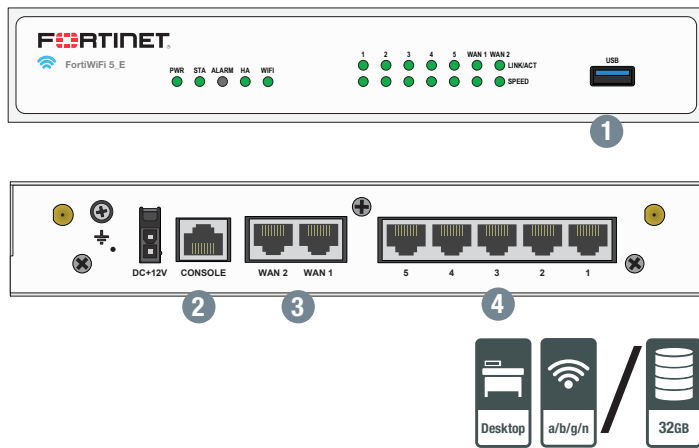 FORTINET
FortiWiFi 5_E
PWR STA ALARM HA WIFI
1 2 3 4 5 WAN 1 WAN 2
LINK/ACT
SPEED
USB
1
DC+12V CONSOLE WAN 2 WAN 1 5 4 3 2 1
2 3 4
Desktop a/b/g/n 32GB